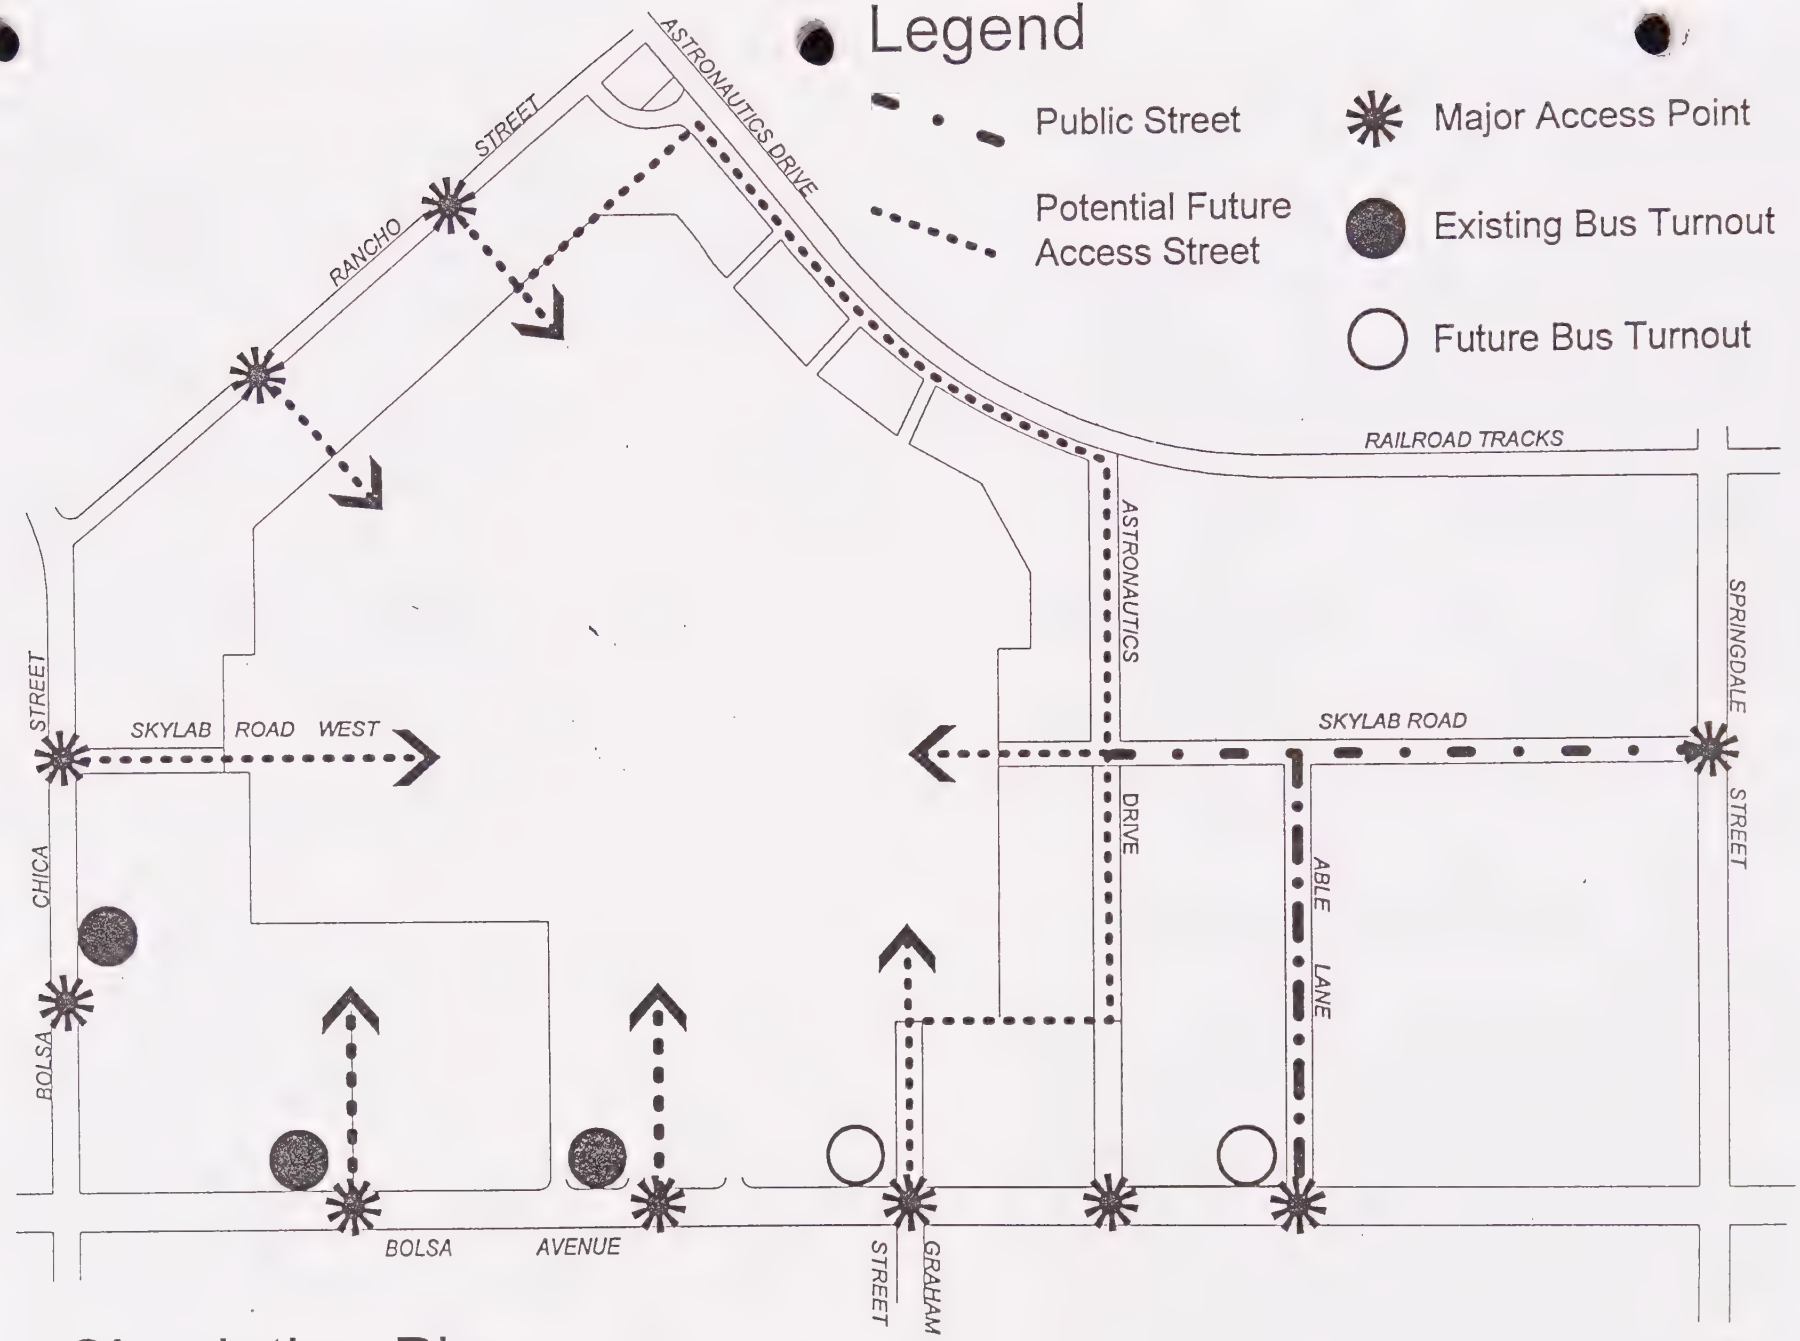 Legend
Public Street
Major Access Point
Potential Future
Access Street
Existing Bus Turnout
Future Bus Turnout
ASTRONAUTICS DRIVE
RANCHO STREET
RAILROAD TRACKS
ASTRONAUTICS
DRIVE
SPRINGDALE
STREET
SKYLAB ROAD WEST
SKYLAB ROAD
BOLSA CHICA STREET
ABLE LANE
BOLSA AVENUE
GRAHAM
STREET